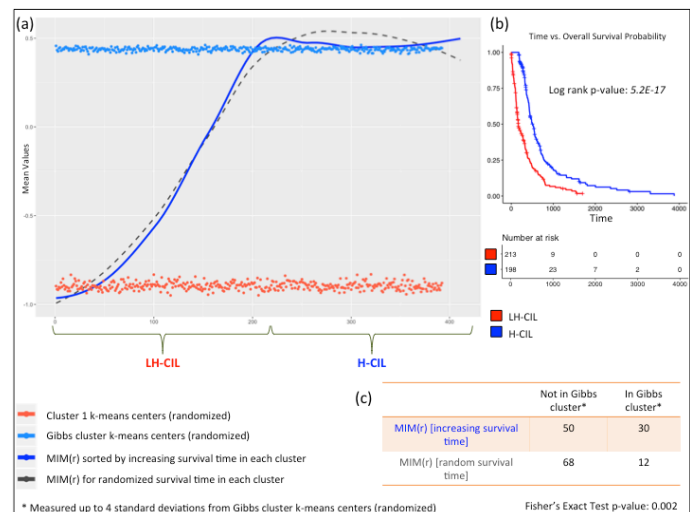 (a)
0.5
0.0
-0.5
-1.0
Mean Values
0
100
200
300
400
LH-CIL
H-CIL
(b)
Time vs. Overall Survival Probability
1.00
0.75
0.50
0.25
0.00
Log rank p-value: 5.2E-17
0 1000 2000 3000 4000
Time
Number at risk
213 9 0 0 0
198 23 7 2 0
0 1000 2000 3000 4000
LH-CIL
H-CIL
Cluster 1 k-means centers (randomized)
Gibbs cluster k-means centers (randomized)
MIM(r) sorted by increasing survival time in each cluster
MIM(r) for randomized survival time in each cluster
* Measured up to 4 standard deviations from Gibbs cluster k-means centers (randomized)
(c)
Not in Gibbs
cluster*
In Gibbs
cluster*
MIM(r) [increasing survival
time]
50
30
MIM(r) [random survival
time]
68
12
Fisher's Exact Test p-value: 0.002